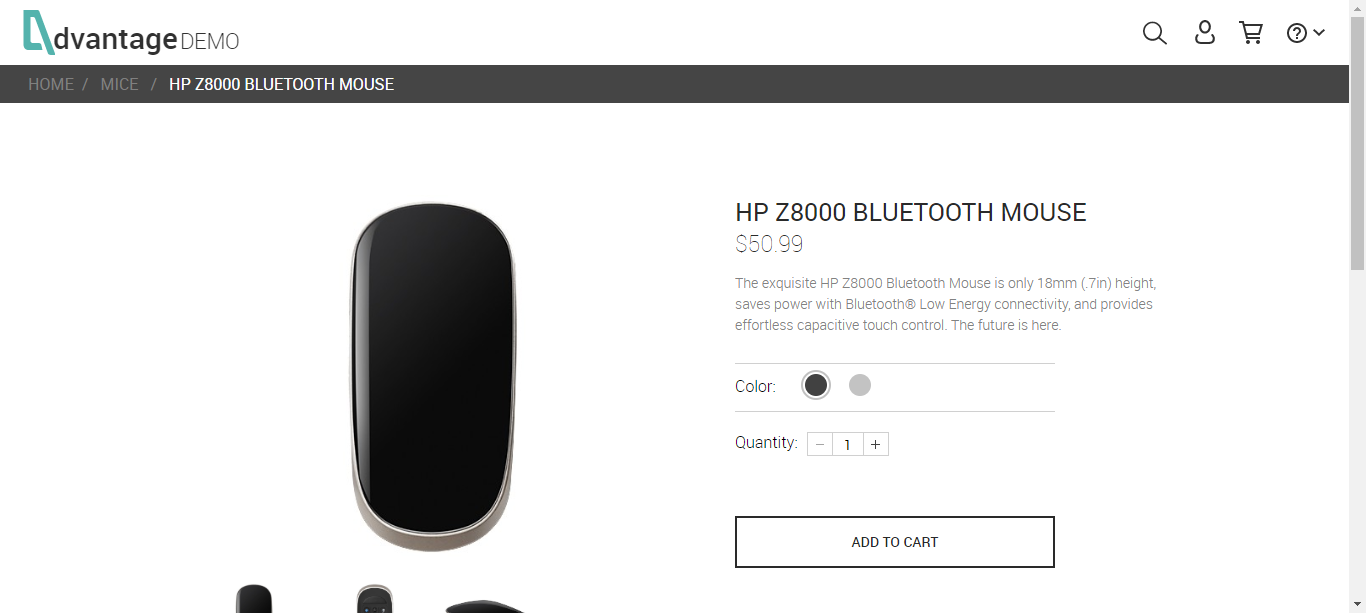 dvantage DEMO
HOME / MICE / HP Z8000 BLUETOOTH MOUSE
HP Z8000 BLUETOOTH MOUSE
$50.99
The exquisite HP Z8000 Bluetooth Mouse is only 18mm (.7in) height,
saves power with Bluetooth® Low Energy connectivity, and provides
effortless capacitive touch control. The future is here.
Color:
Quantity: − 1 +
ADD TO CART